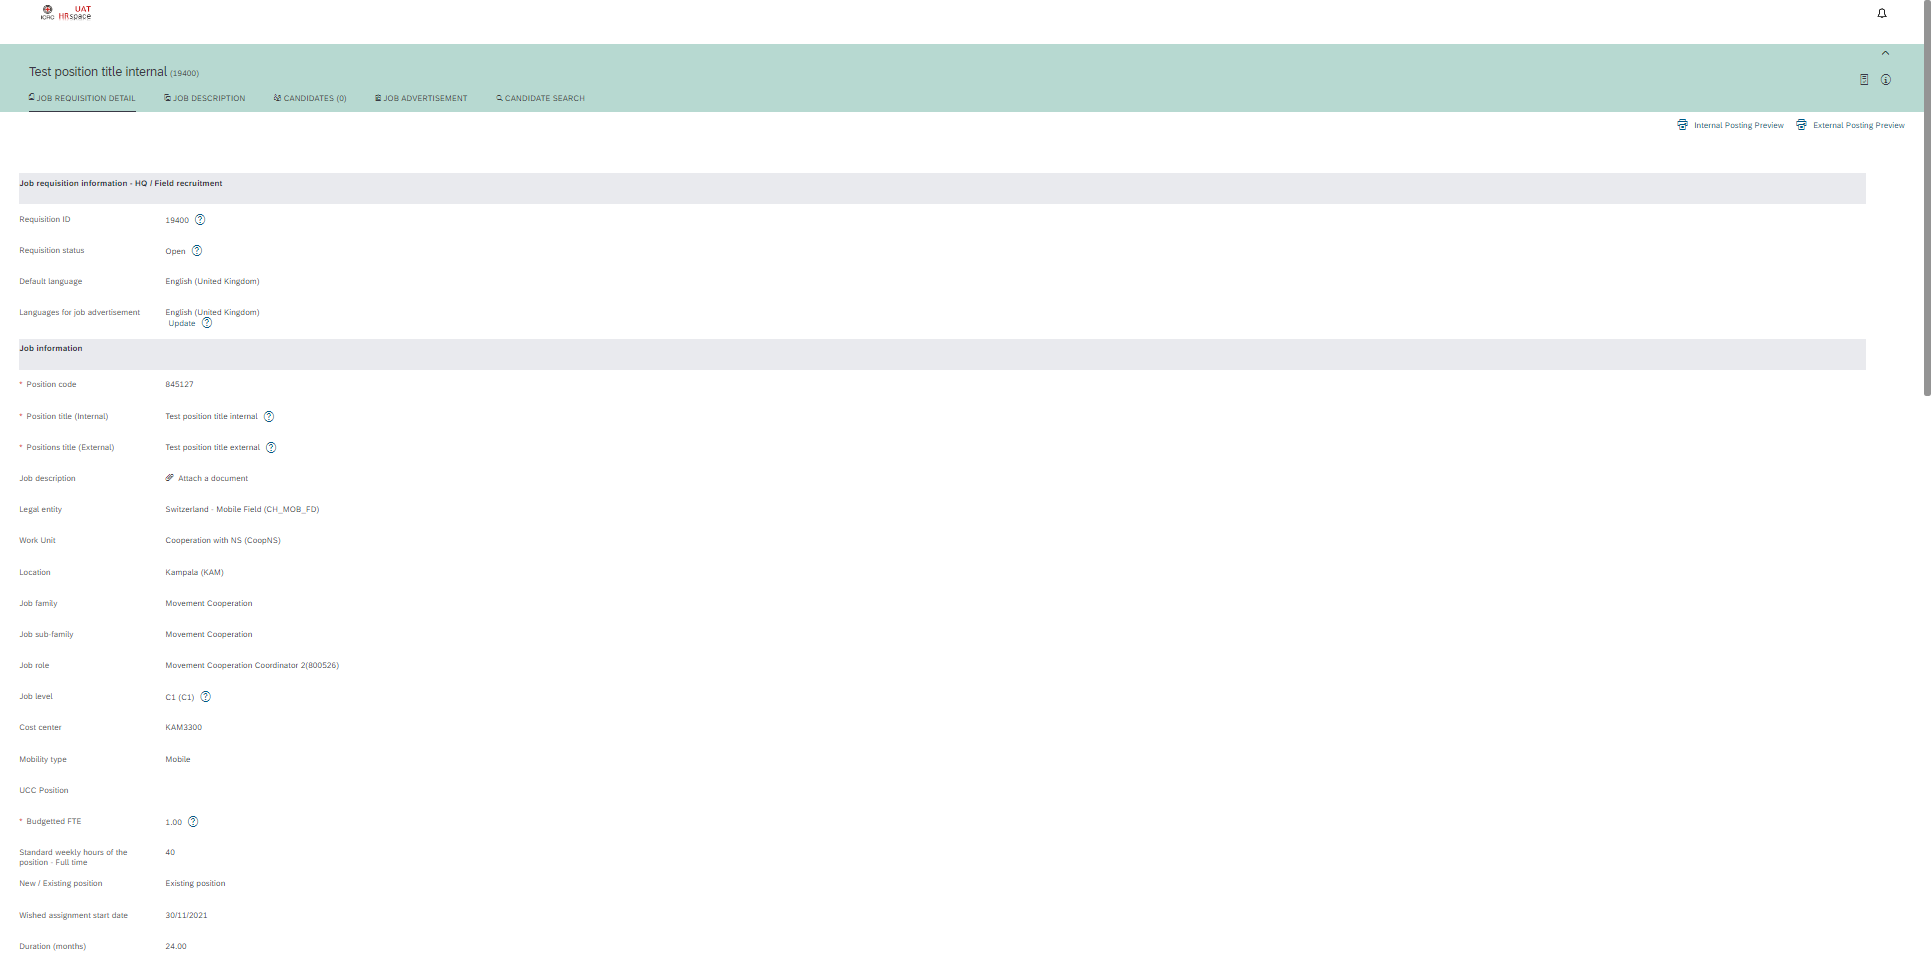 ICRC
UAT
HRspace
Test position title internal (19400)
JOB REQUISITION DETAIL
JOB DESCRIPTION
CANDIDATES (0)
JOB ADVERTISEMENT
CANDIDATE SEARCH
Internal Posting Preview
External Posting Preview
Job requisition information - HQ / Field recruitment
Requisition ID 19400
Requisition status Open
Default language English (United Kingdom)
Languages for job advertisement English (United Kingdom)
Update
Job information
* Position code 845127
* Position title (Internal) Test position title internal
* Positions title (External) Test position title external
Job description Attach a document
Legal entity Switzerland - Mobile Field (CH_MOB_FD)
Work Unit Cooperation with NS (CoopNS)
Location Kampala (KAM)
Job family Movement Cooperation
Job sub-family Movement Cooperation
Job role Movement Cooperation Coordinator 2(800526)
Job level C1 (C1)
Cost center KAM3300
Mobility type Mobile
UCC Position
* Budgetted FTE 1.00
Standard weekly hours of the 40
position - Full time
New / Existing position Existing position
Wished assignment start date 30/11/2021
Duration (months) 24.00